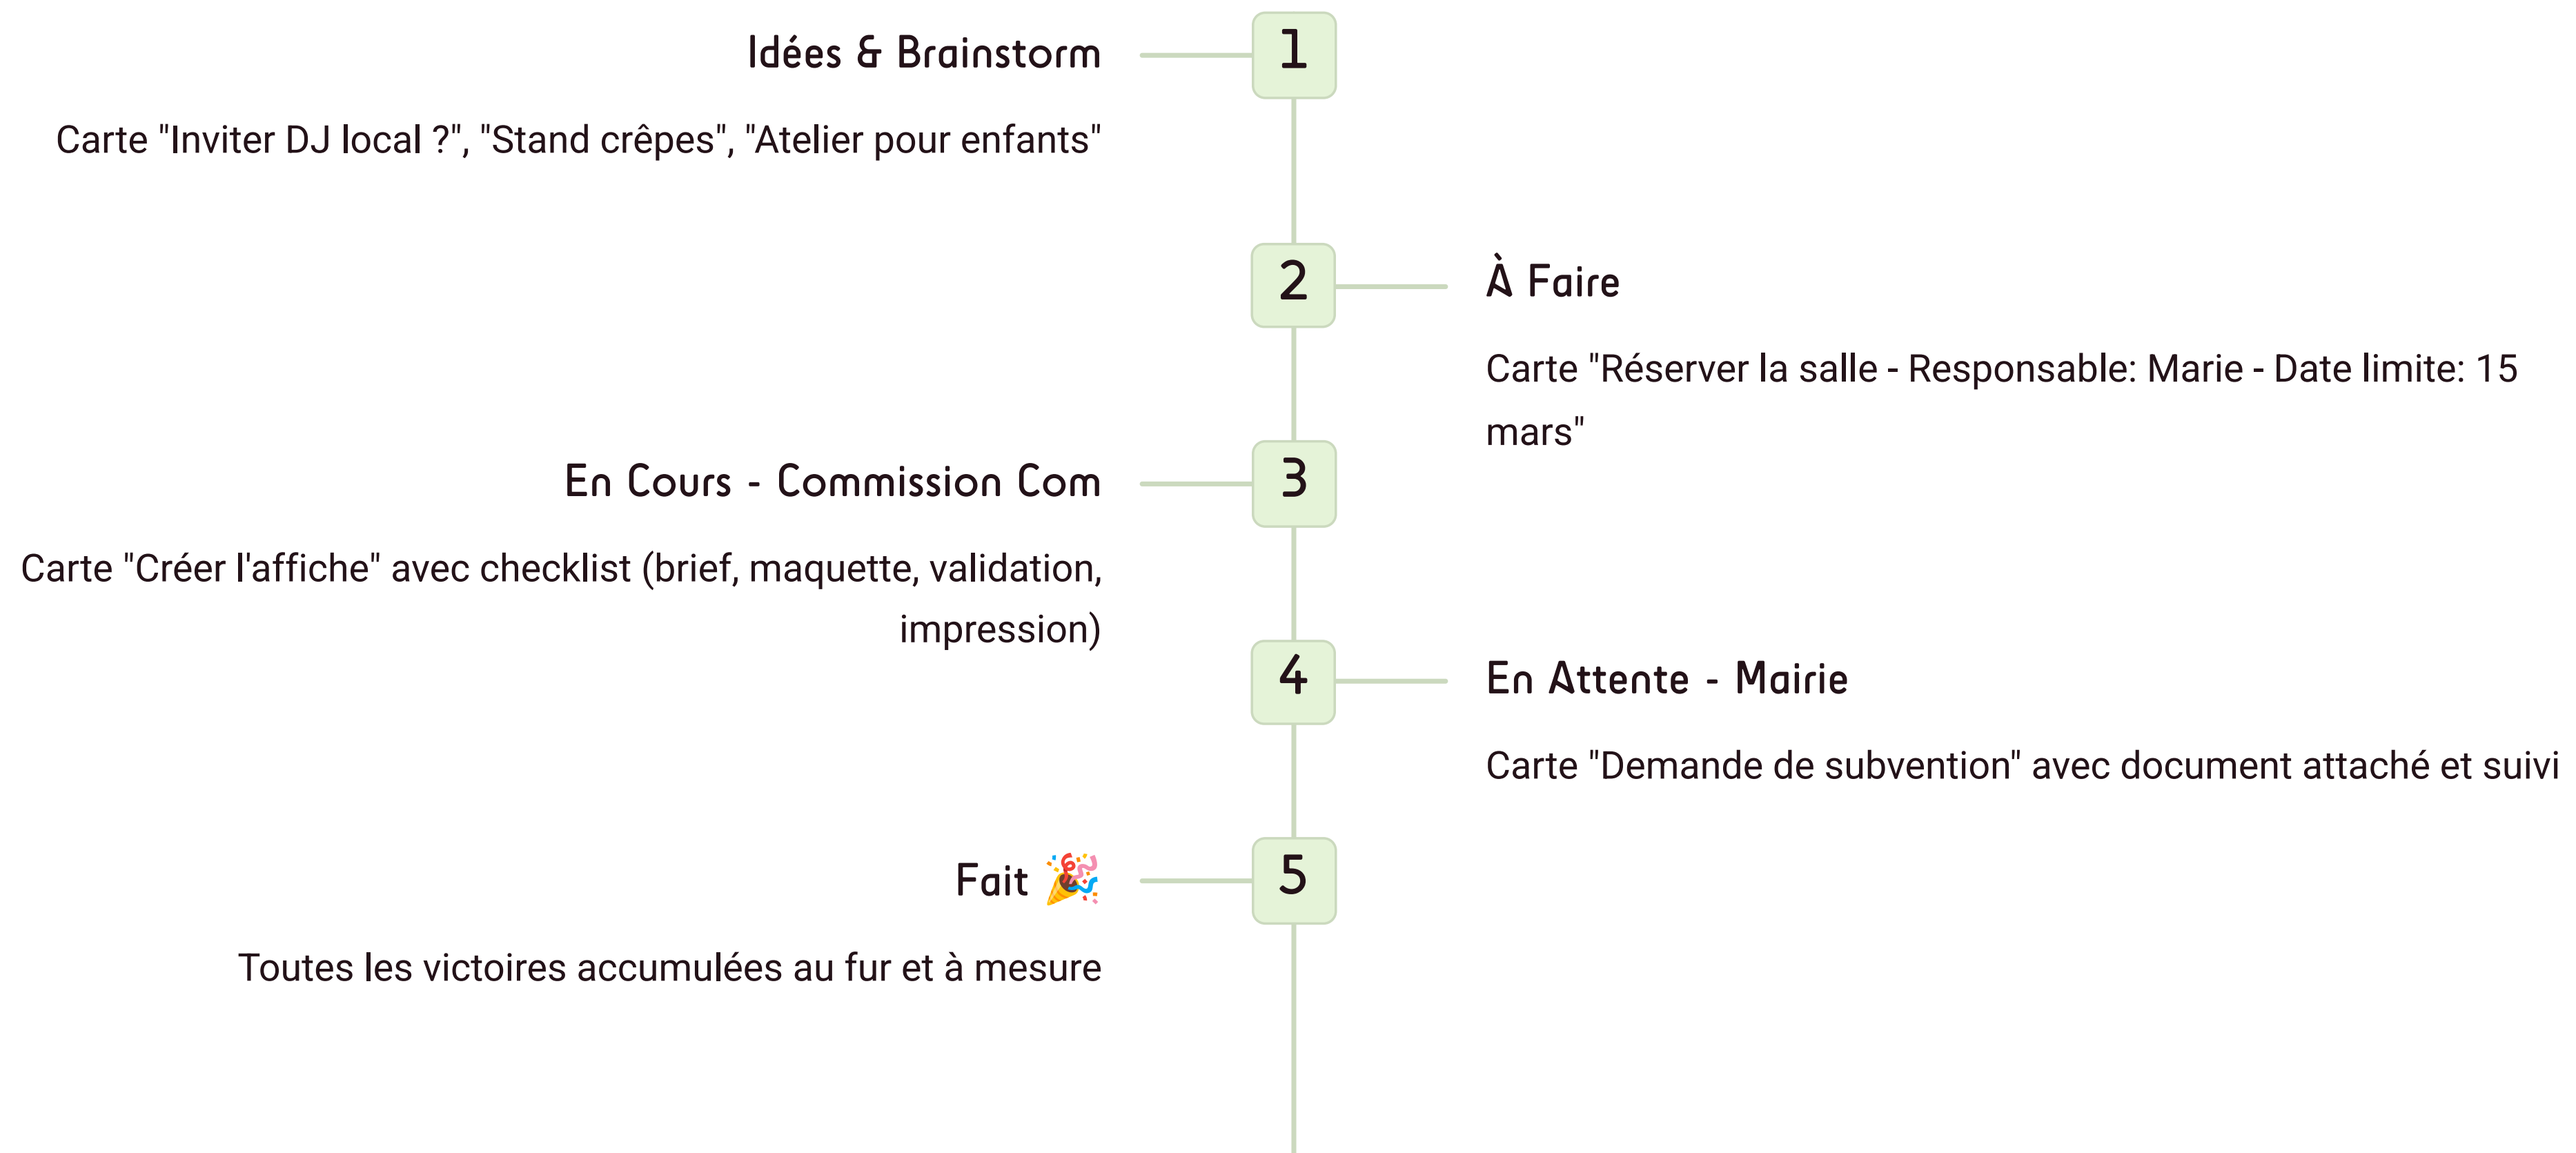 1
Idées & Brainstorm
Carte "Inviter DJ local ?", "Stand crêpes", "Atelier pour enfants"
2
À Faire
Carte "Réserver la salle - Responsable: Marie - Date limite: 15
mars"
3
En Cours - Commission Com
Carte "Créer l'affiche" avec checklist (brief, maquette, validation,
impression)
4
En Attente - Mairie
Carte "Demande de subvention" avec document attaché et suivi
5
Fait 🎉
Toutes les victoires accumulées au fur et à mesure